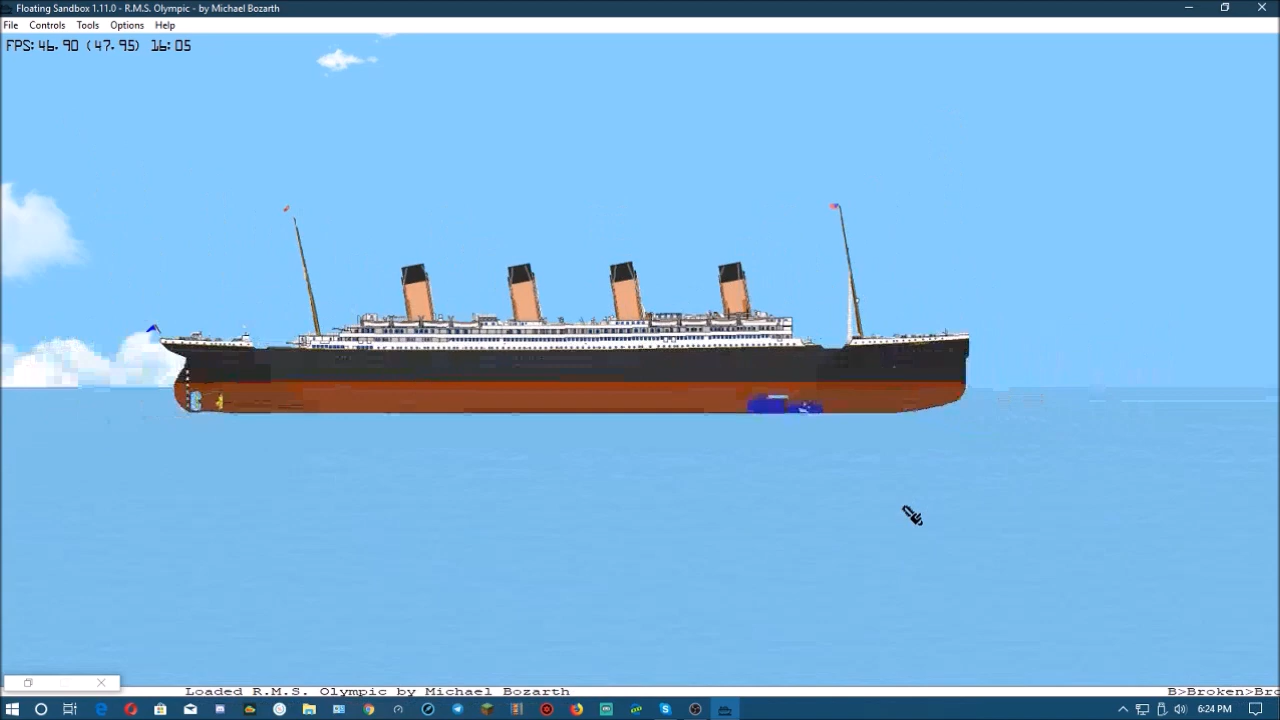 Floating Sandbox 1.11.0 - R.M.S. Olympic - by Michael Bozarth
File Controls Tools Options Help
FPS:46.90 (47.95) 16:05
Loaded R.M.S. Olympic by Michael Bozarth
B>Broken>Bro
6:24 PM